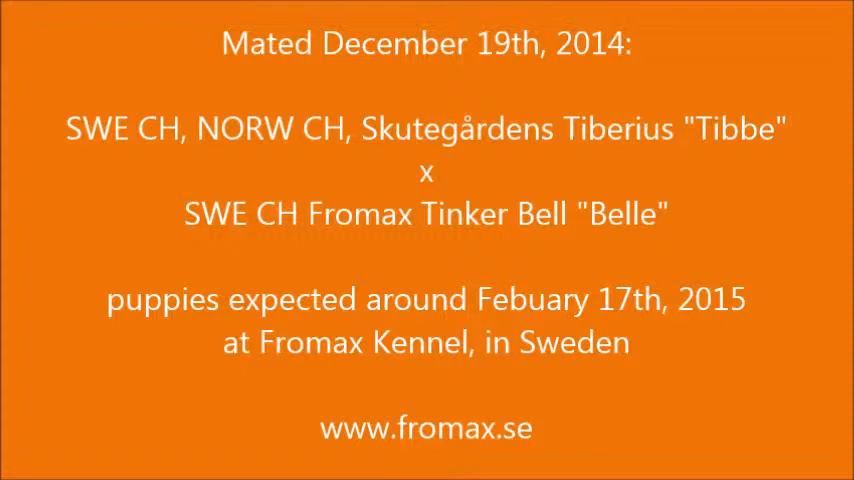 Mated December 19th, 2014:
SWE CH, NORW CH, Skutegårdens Tiberius "Tibbe"
x
SWE CH Fromax Tinker Bell "Belle"
puppies expected around Febuary 17th, 2015
at Fromax Kennel, in Sweden
www.fromax.se